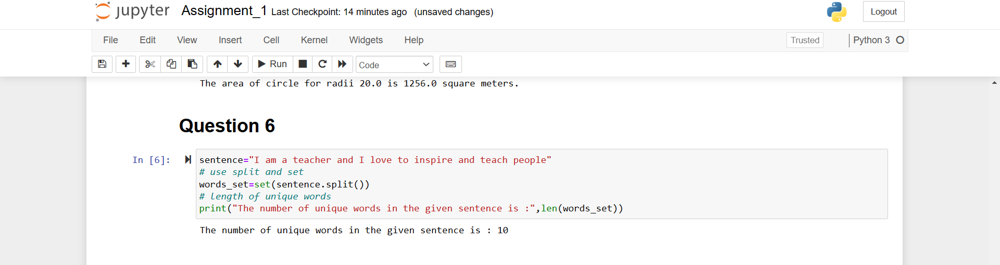 jupyter Assignment_1 Last Checkpoint: 14 minutes ago (unsaved changes) Logout
File Edit View Insert Cell Kernel Widgets Help Trusted Python 3
Run Code
The area of circle for radii 20.0 is 1256.0 square meters.
Question 6
In [6]: sentence="I am a teacher and I love to inspire and teach people"
# use split and set
words_set=set(sentence.split())
# length of unique words
print("The number of unique words in the given sentence is :",len(words_set))
The number of unique words in the given sentence is : 10